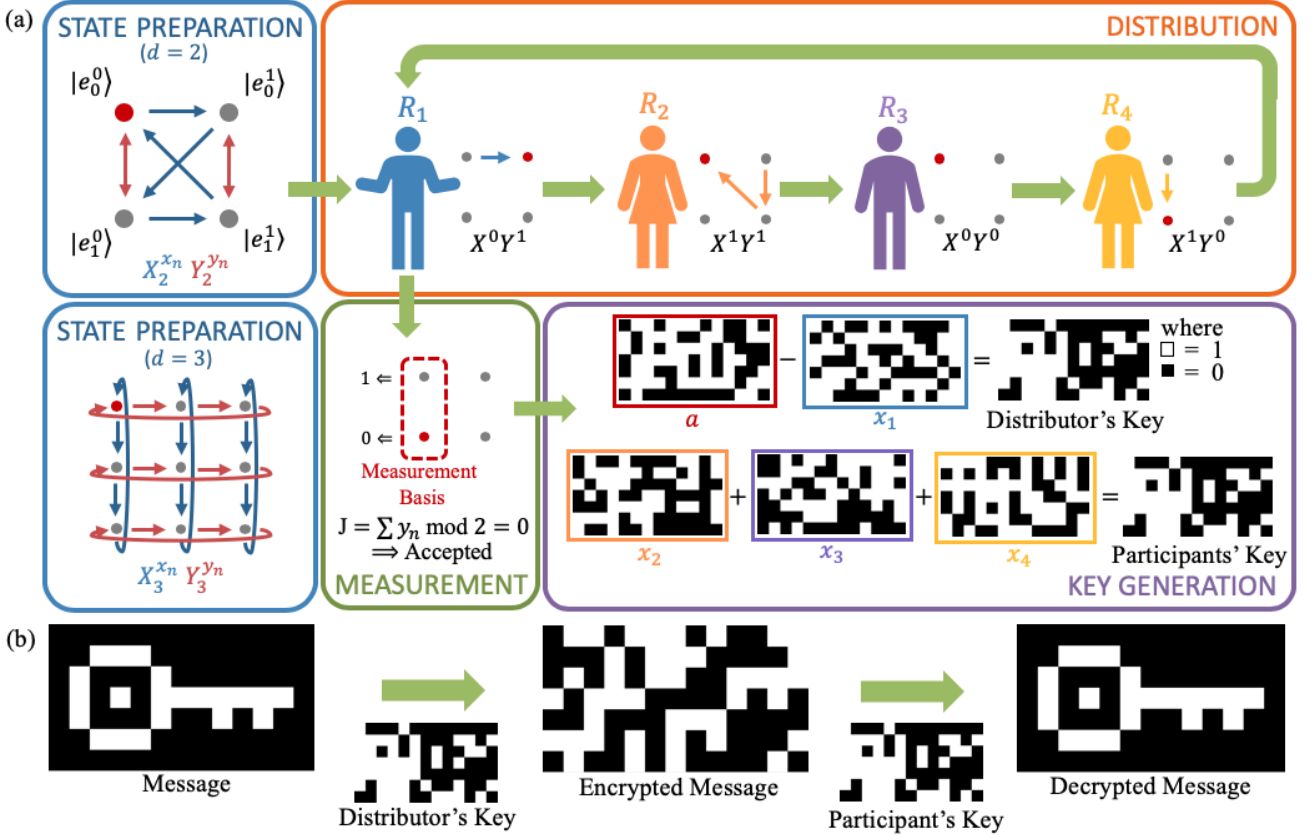 (a)
STATE PREPARATION
(d = 2)
|e₀⁰⟩ |e₀¹⟩
|e₁⁰⟩ |e₁¹⟩
X₂^{xₙ} Y₂^{yₙ}
DISTRIBUTION
R₁ R₂ R₃ R₄
X⁰Y¹ X¹Y¹ X⁰Y⁰ X¹Y⁰
STATE PREPARATION
(d = 3)
X₃^{xₙ} Y₃^{yₙ}
1 ⇐
0 ⇐
Measurement
Basis
J = ∑ yₙ mod 2 = 0
⟹ Accepted
MEASUREMENT
− =
where
□ = 1
■ = 0
a x₁ Distributor's Key
+ + =
x₂ x₃ x₄ Participants' Key
KEY GENERATION
(b)
Message
Distributor's Key
Encrypted Message
Participant's Key
Decrypted Message